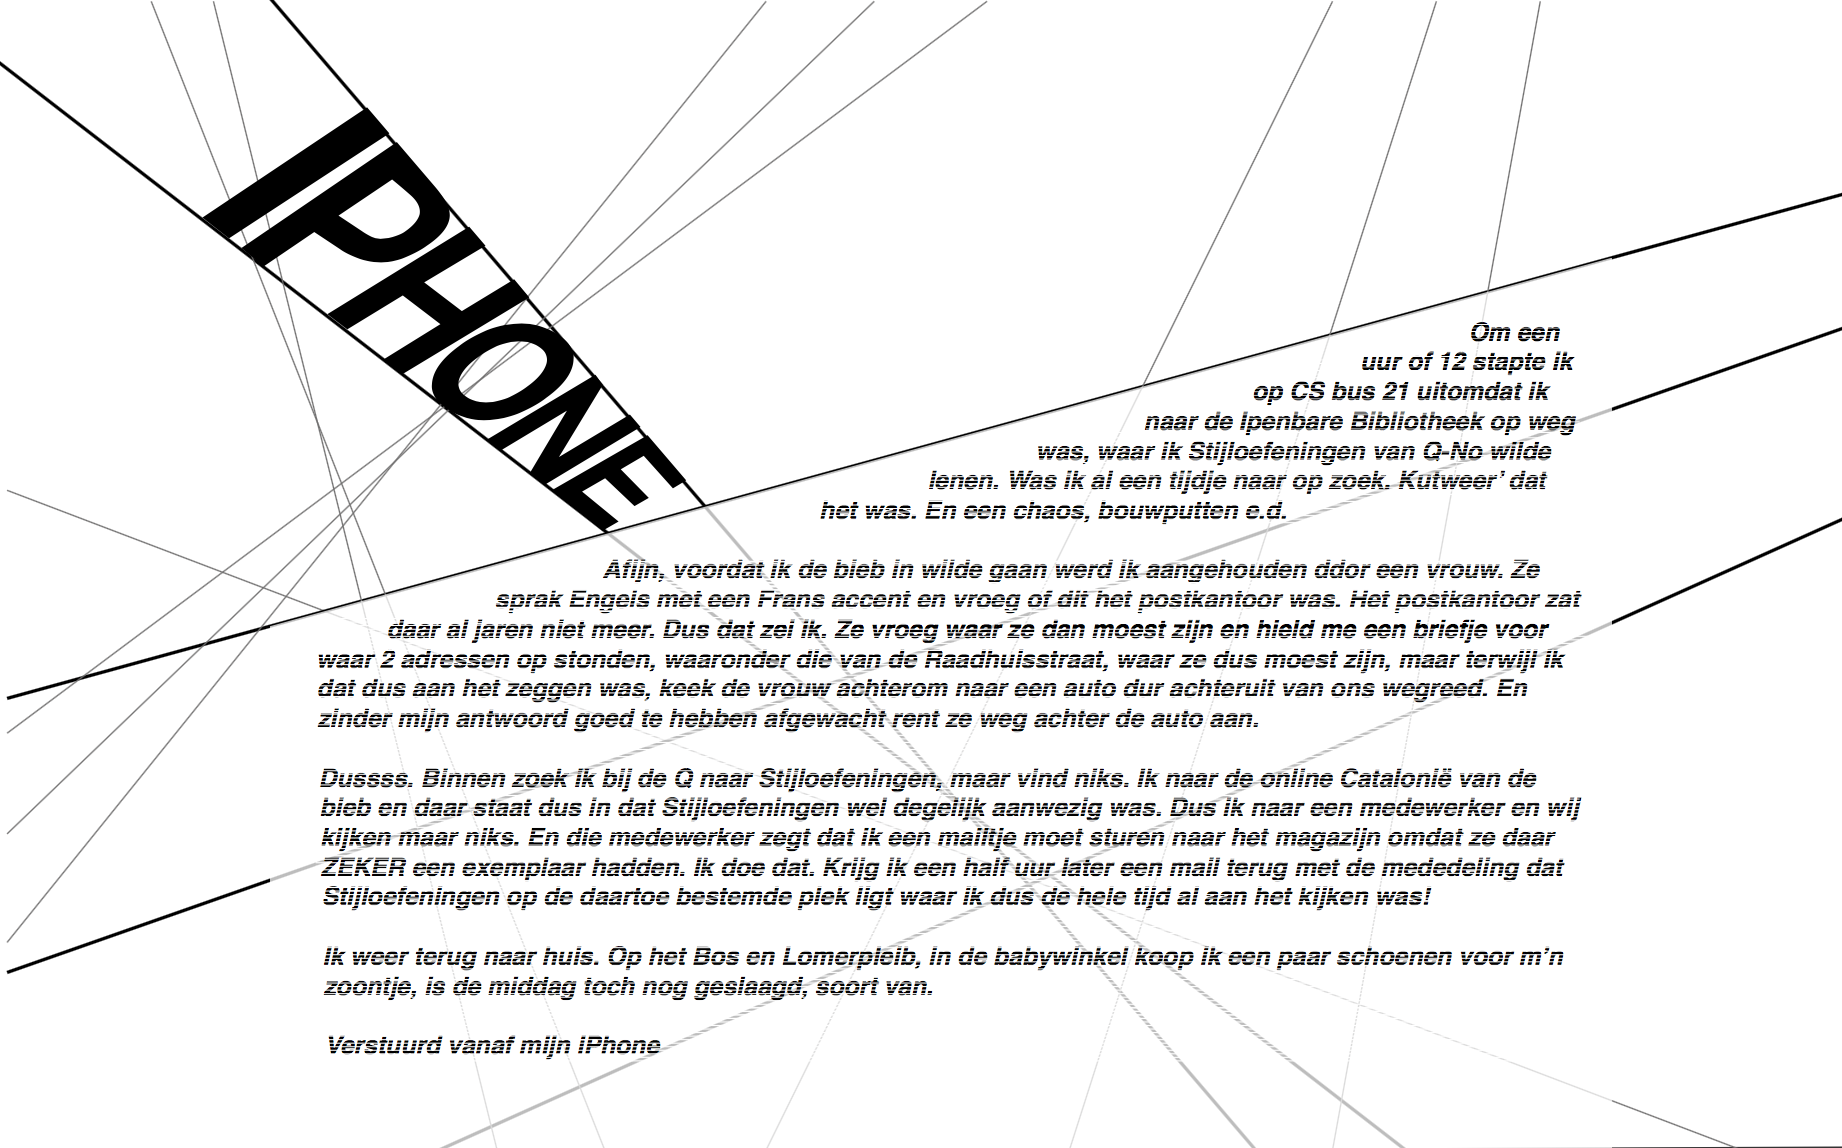 IPHONE
Om een
uur of 12 stapte ik
op CS bus 21 uitomdat ik
naar de Ipenbare Bibliotheek op weg
was, waar ik Stijloefeningen van Q-No wilde
lenen. Was ik al een tijdje naar op zoek. Kutweer’ dat
het was. En een chaos, bouwputten e.d.
Afijn, voordat ik de bieb in wilde gaan werd ik aangehouden ddor een vrouw. Ze
sprak Engels met een Frans accent en vroeg of dit het postkantoor was. Het postkantoor zat
daar al jaren niet meer. Dus dat zei ik. Ze vroeg waar ze dan moest zijn en hield me een briefje voor
waar 2 adressen op stonden, waaronder die van de Raadhuisstraat, waar ze dus moest zijn, maar terwijl ik
dat dus aan het zeggen was, keek de vrouw achterom naar een auto dur achteruit van ons wegreed. En
zinder mijn antwoord goed te hebben afgewacht rent ze weg achter de auto aan.
Dussss. Binnen zoek ik bij de Q naar Stijloefeningen, maar vind niks. Ik naar de online Catalonië van de
bieb en daar staat dus in dat Stijloefeningen wel degelijk aanwezig was. Dus ik naar een medewerker en wij
kijken maar niks. En die medewerker zegt dat ik een mailtje moet sturen naar het magazijn omdat ze daar
ZEKER een exemplaar hadden. Ik doe dat. Krijg ik een half uur later een mail terug met de mededeling dat
Stijloefeningen op de daartoe bestemde plek ligt waar ik dus de hele tijd al aan het kijken was!
Ik weer terug naar huis. Op het Bos en Lomerpleib, in de babywinkel koop ik een paar schoenen voor m’n
zoontje, is de middag toch nog geslaagd, soort van.
Verstuurd vanaf mijn iPhone